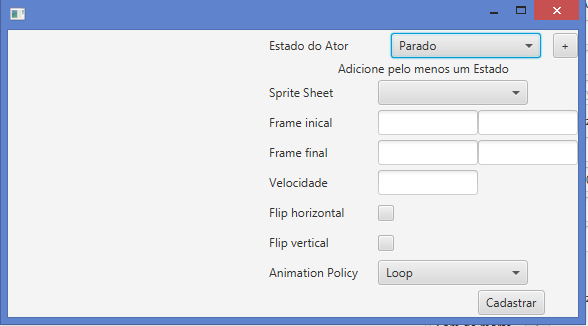 Estado do Ator Parado +
Adicione pelo menos um Estado
Sprite Sheet
Frame inical
Frame final
Velocidade
Flip horizontal
Flip vertical
Animation Policy Loop
Cadastrar